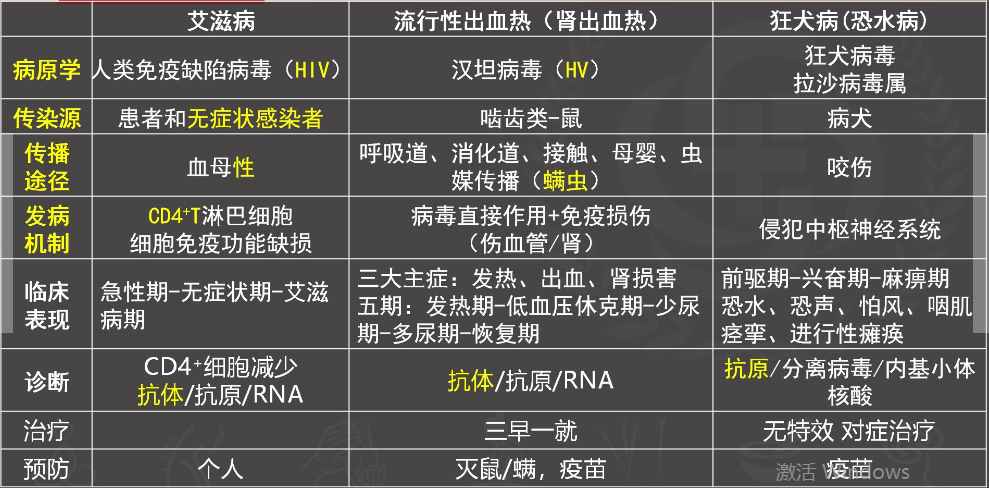 艾滋病 流行性出血热（肾出血热） 狂犬病(恐水病)
病原学 人类免疫缺陷病毒（HIV） 汉坦病毒（HV） 狂犬病毒
拉沙病毒属
传染源 患者和无症状感染者 啮齿类-鼠 病犬
传播
途径
血母性
呼吸道、消化道、接触、母婴、虫
媒传播（螨虫）
咬伤
发病
机制
CD4⁺T淋巴细胞
细胞免疫功能缺损
病毒直接作用+免疫损伤
（伤血管/肾）
侵犯中枢神经系统
临床
表现
急性期-无症状期-艾滋
病期
三大主症：发热、出血、肾损害
五期：发热期-低血压休克期-少尿
期-多尿期-恢复期
前驱期-兴奋期-麻痹期
恐水、恐声、怕风、咽肌
痉挛、进行性瘫痪
诊断
CD4⁺细胞减少
抗体/抗原/RNA
抗体/抗原/RNA
抗原/分离病毒/内基小体
核酸
治疗 三早一就 无特效 对症治疗
预防 个人 灭鼠/螨，疫苗 疫苗
激活 Windows